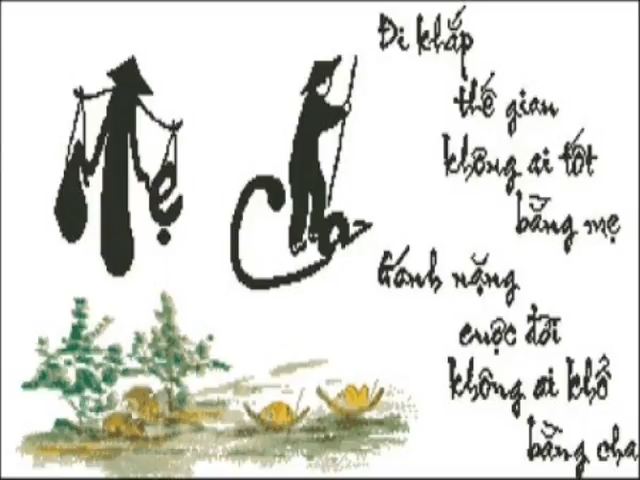 Mẹ Cha
Đi khắp
thế gian
không ai tốt
bằng mẹ
Gánh nặng
cuộc đời
không ai khổ
bằng cha